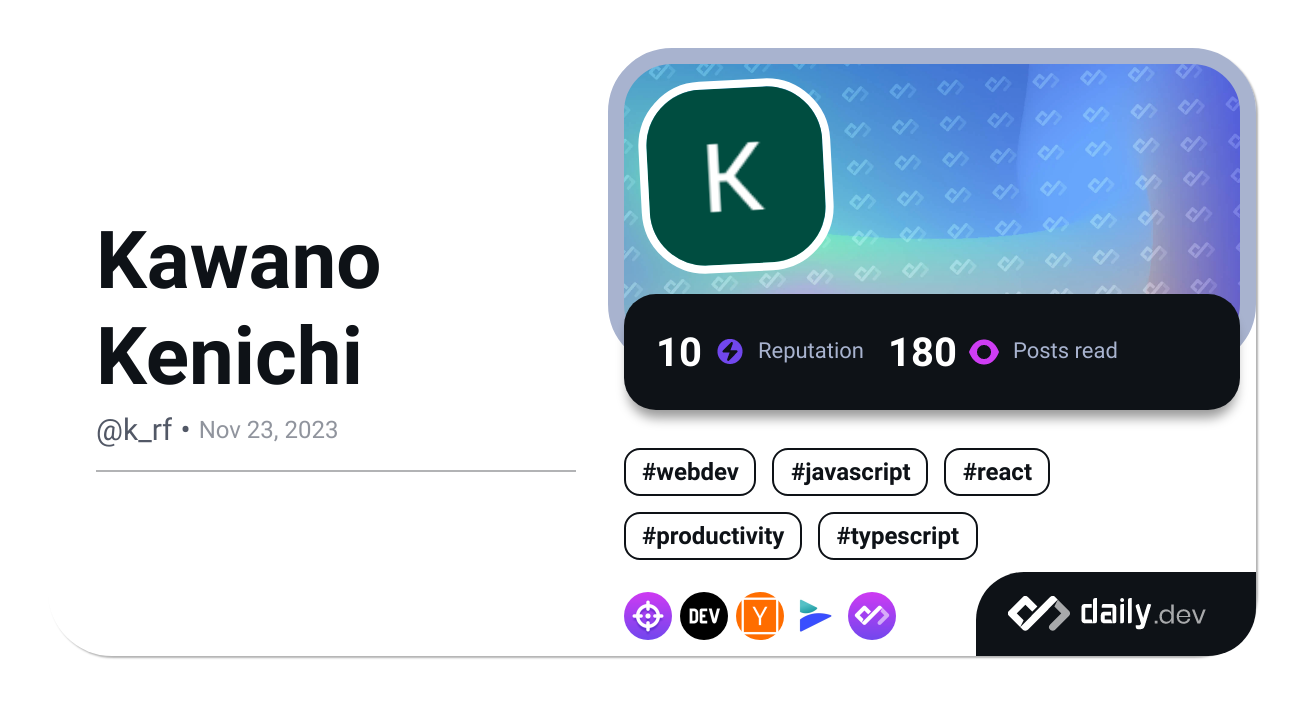 Kawano
Kenichi
@k_rf • Nov 23, 2023
K
10 Reputation 180 Posts read
#webdev #javascript #react
#productivity #typescript
DEV Y
daily.dev